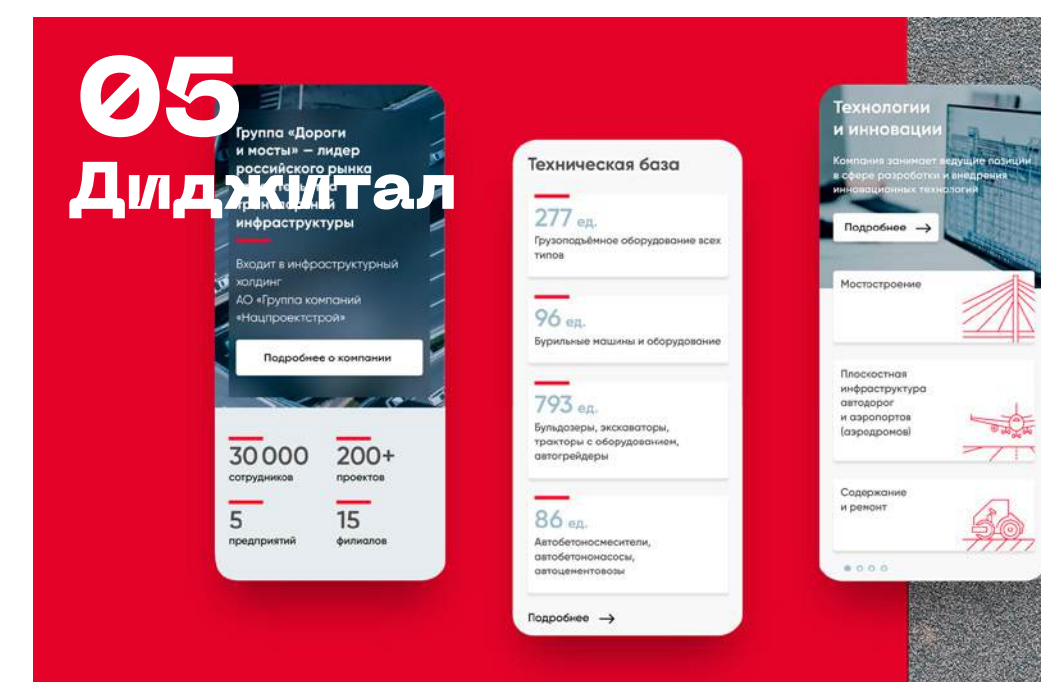 05
Диджитал
Группа «Дороги
и мосты» — лидер
российского рынка
инфраструктуры
Входит в инфраструктурный
холдинг
АО «Группа компаний
«Нацпроектстрой»
Подробнее о компании
30 000
сотрудников
200+
проектов
5
предприятий
15
филиалов
Техническая база
277 ед.
Грузоподъёмное оборудование всех
типов
96 ед.
Бурильные машины и оборудование
793 ед.
Бульдозеры, экскаваторы,
тракторы с оборудованием,
автогрейдеры
86 ед.
Автобетоносмесители,
автобетононасосы,
автоцементовозы
Подробнее →
Технологии
и инновации
Компания занимает ведущие позиции
в сфере разработки и внедрения
инновационных технологий
Подробнее →
Мостостроение
Плоскостная
инфраструктура
автодорог
и аэропортов
(аэродромов)
Содержание
и ремонт